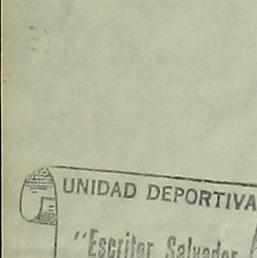 UNIDAD DEPORTIVA
"Escritor Salvador